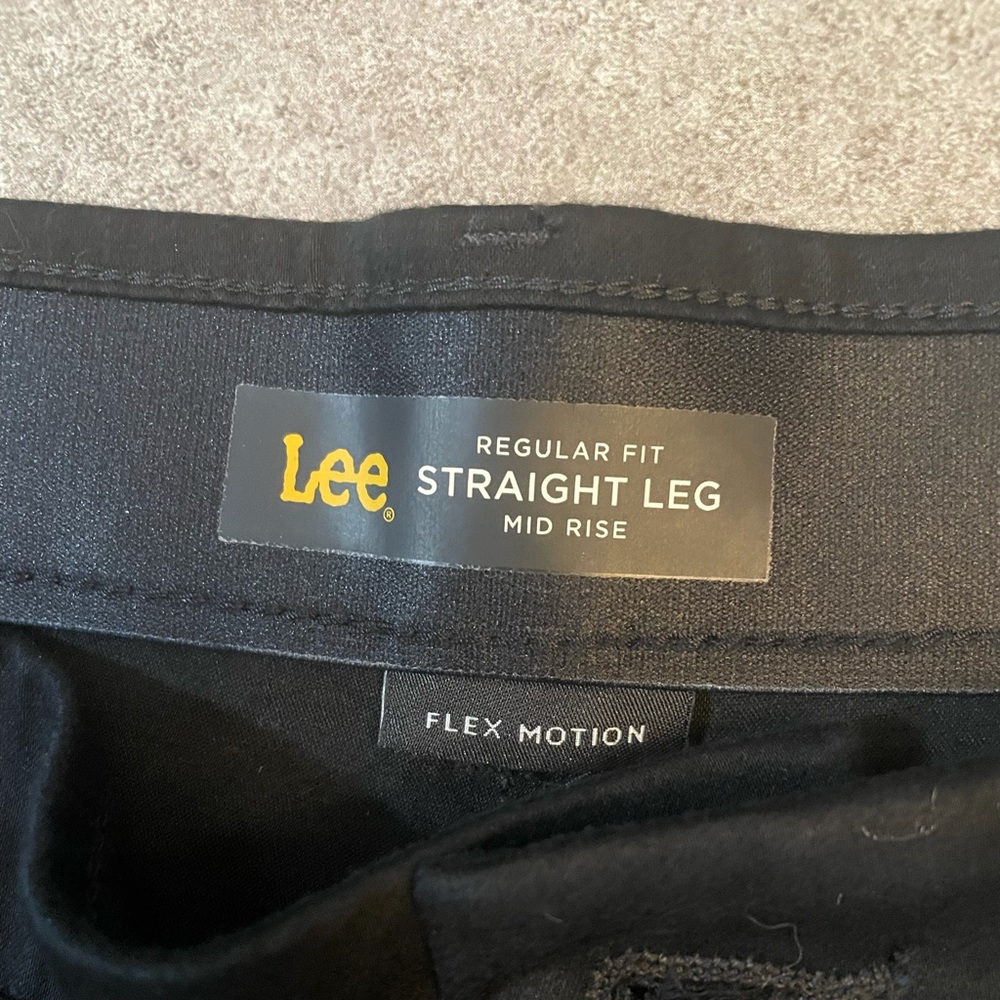 Lee®
REGULAR FIT
STRAIGHT LEG
MID RISE
FLEX MOTION